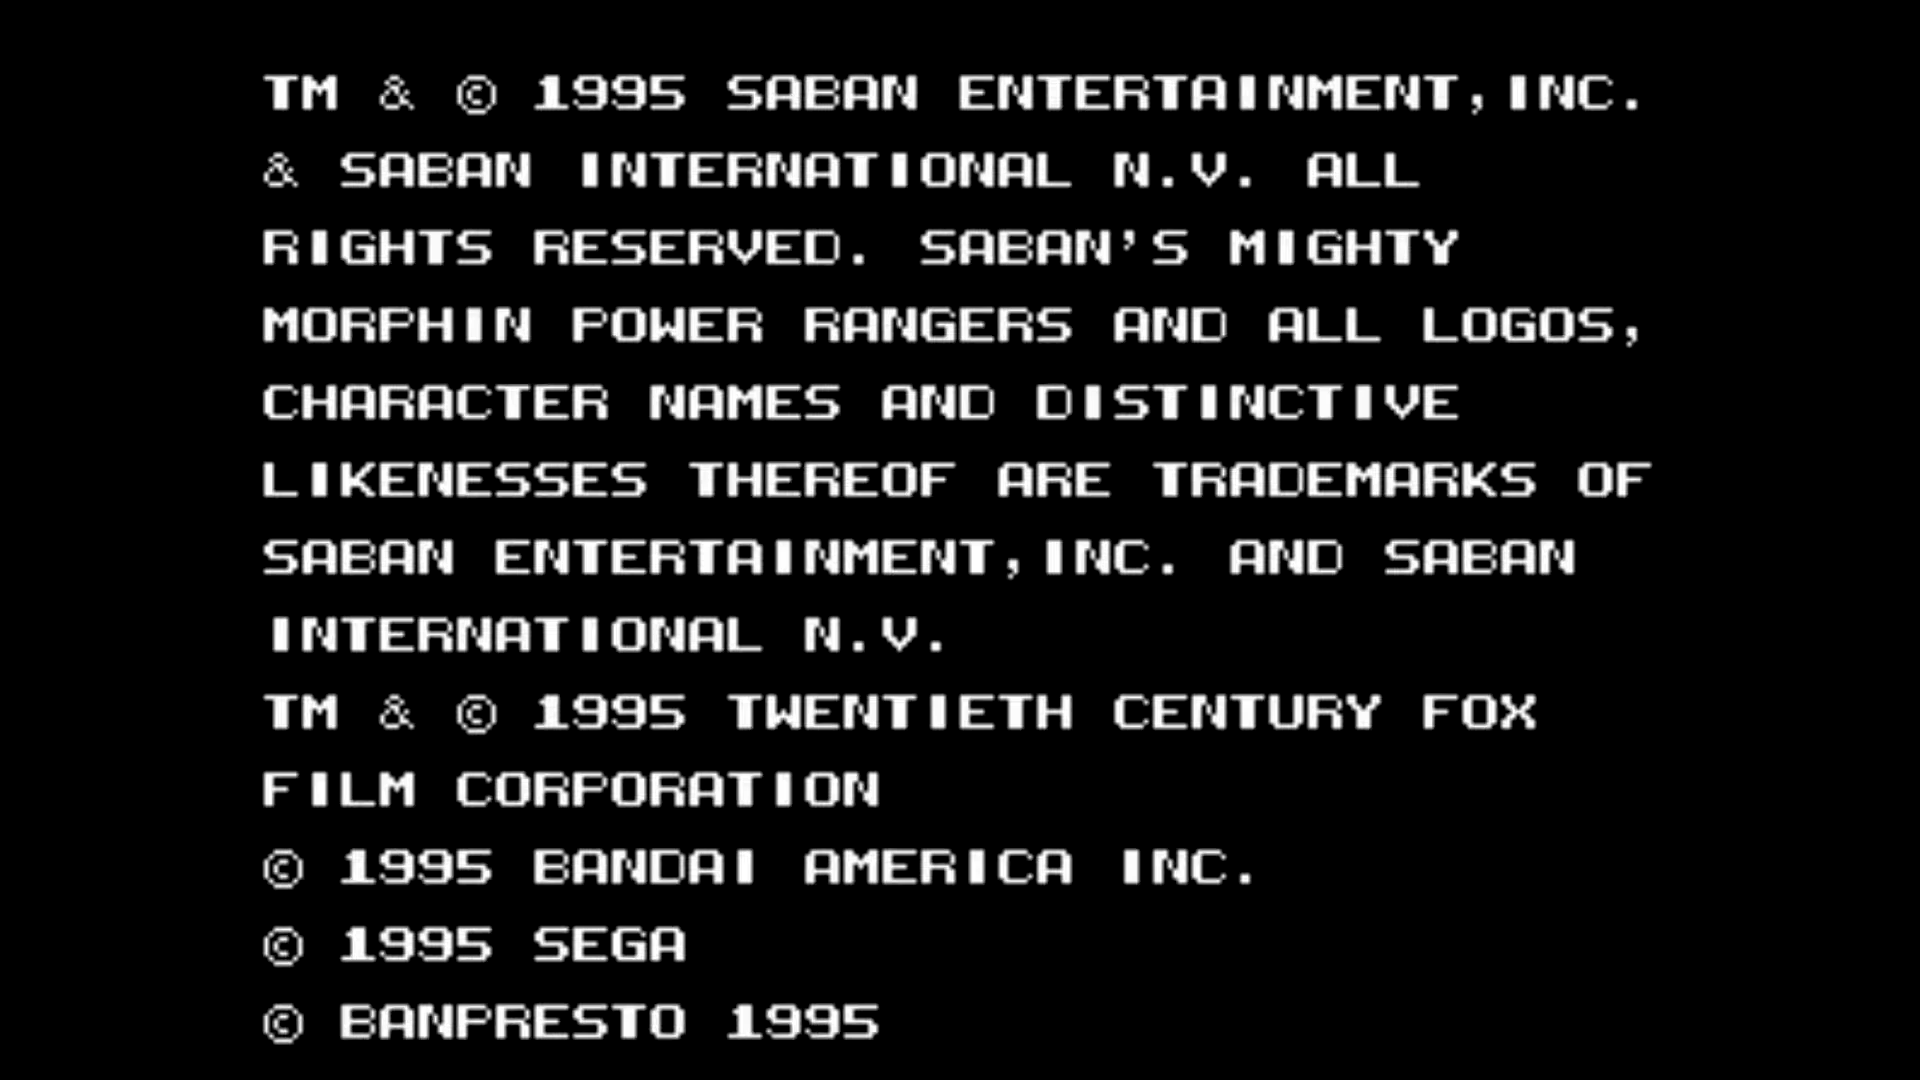 TM & © 1995 SABAN ENTERTAINMENT,INC.
& SABAN INTERNATIONAL N.V. ALL
RIGHTS RESERVED. SABAN'S MIGHTY
MORPHIN POWER RANGERS AND ALL LOGOS,
CHARACTER NAMES AND DISTINCTIVE
LIKENESSES THEREOF ARE TRADEMARKS OF
SABAN ENTERTAINMENT,INC. AND SABAN
INTERNATIONAL N.V.
TM & © 1995 TWENTIETH CENTURY FOX
FILM CORPORATION
© 1995 BANDAI AMERICA INC.
© 1995 SEGA
© BANPRESTO 1995